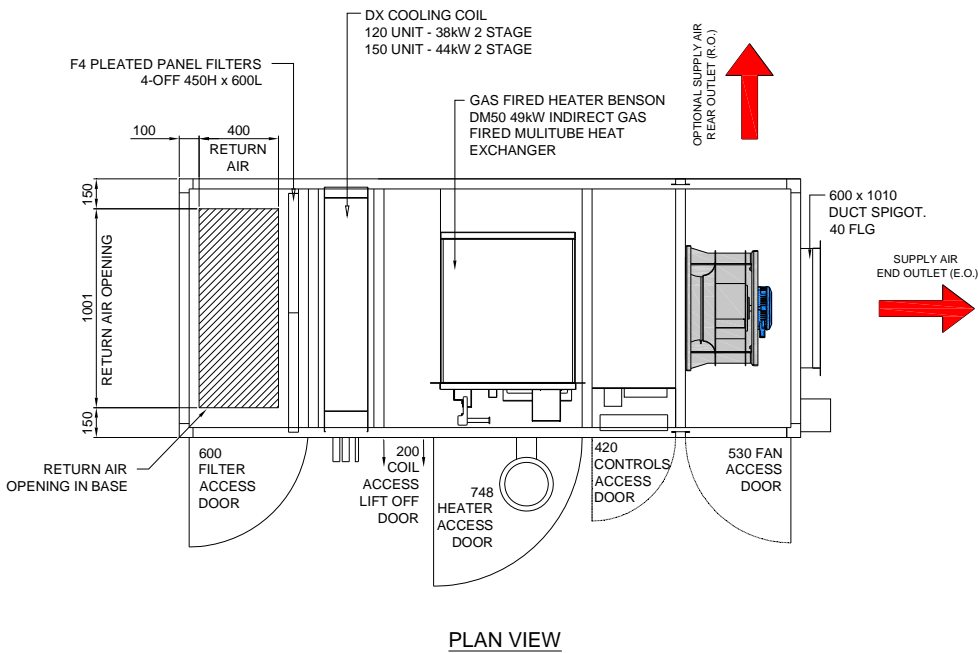 DX COOLING COIL
120 UNIT - 38kW 2 STAGE
150 UNIT - 44kW 2 STAGE
F4 PLEATED PANEL FILTERS
4-OFF 450H x 600L
GAS FIRED HEATER BENSON
DM50 49kW INDIRECT GAS
FIRED MULITUBE HEAT
EXCHANGER
OPTIONAL SUPPLY AIR
REAR OUTLET (R.O.)
100
400
RETURN
AIR
150
1001
RETURN AIR OPENING
150
600 x 1010
DUCT SPIGOT.
40 FLG
SUPPLY AIR
END OUTLET (E.O.)
RETURN AIR
OPENING IN BASE
600
FILTER
ACCESS
DOOR
200
COIL
ACCESS
LIFT OFF
DOOR
748
HEATER
ACCESS
DOOR
420
CONTROLS
ACCESS
DOOR
530 FAN
ACCESS
DOOR
PLAN VIEW